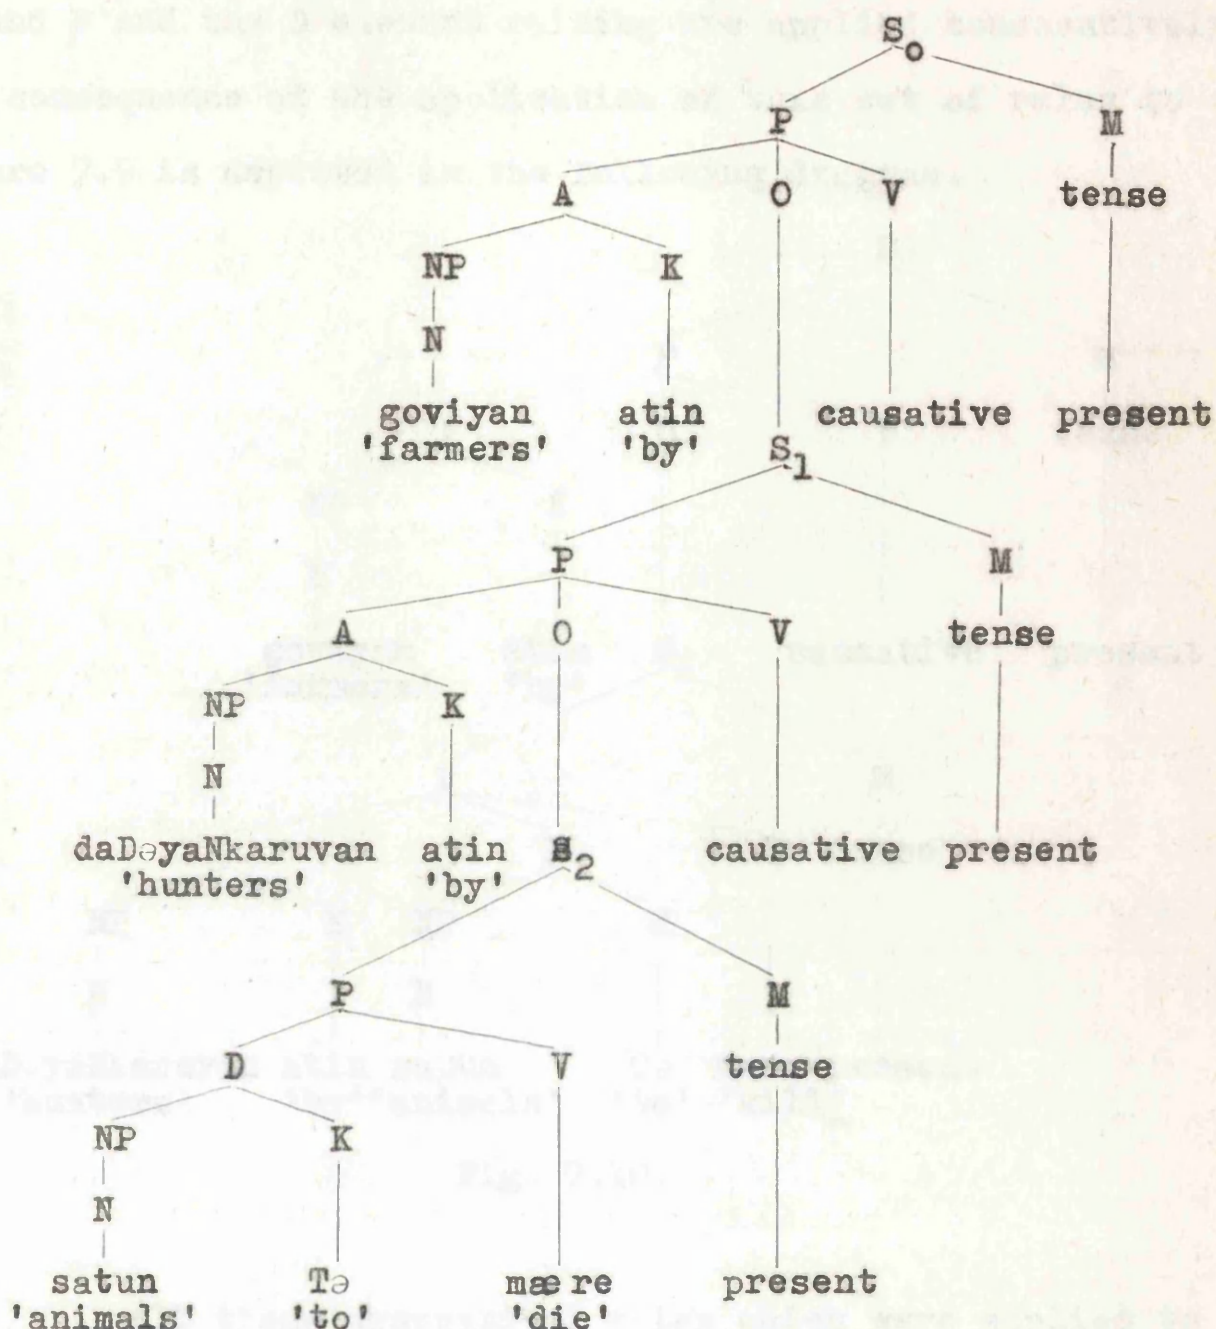 S₀
P M
A O V tense
NP K
N
goviyan atin causative present
'farmers' 'by' S₁
P M
A O V tense
NP K
N
daDəyaNkaruvan atin S₂ causative present
'hunters' 'by'
P M
D V tense
NP K
N
satun Tə mære present
'animals' 'to' 'die'